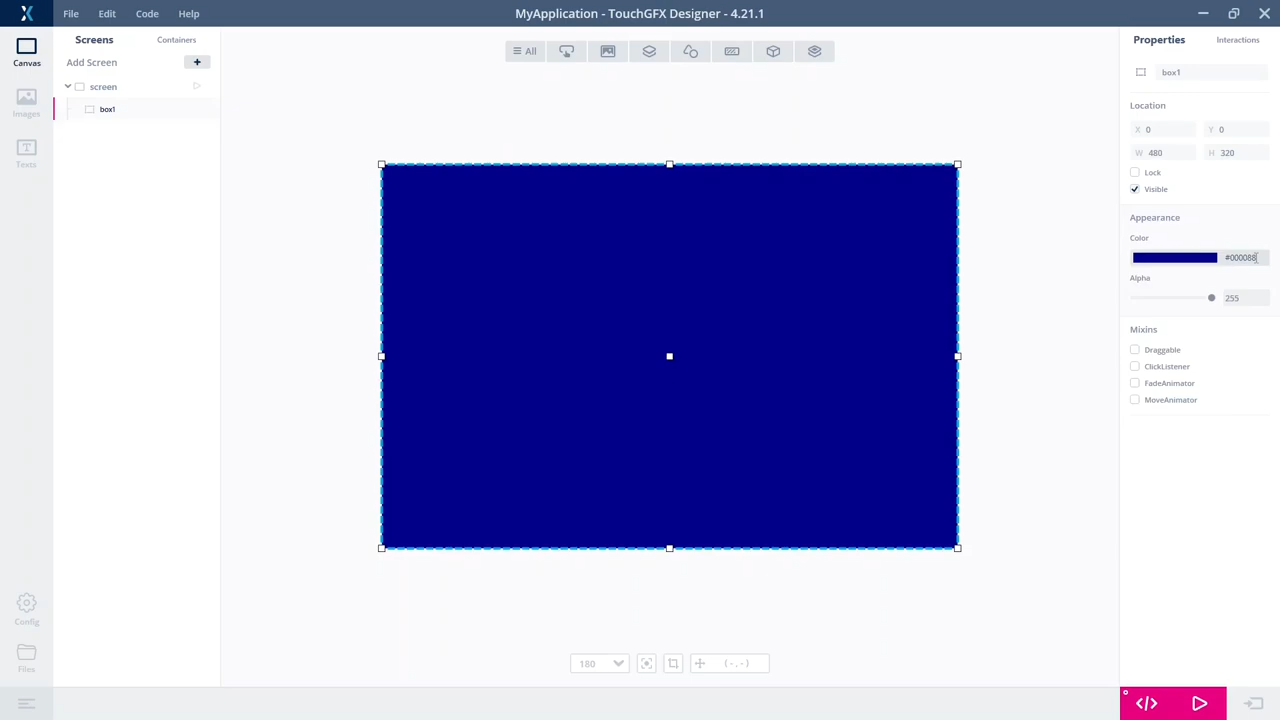 File Edit Code Help MyApplication - TouchGFX Designer - 4.21.1
Canvas
Images
Texts
Config
Files
Screens Containers
Add Screen
screen
box1
All
180
(-,-)
Properties Interactions
box1
Location
X 0 Y 0
W 480 H 320
Lock
Visible
Appearance
Color
#000088
Alpha
255
Mixins
Draggable
ClickListener
FadeAnimator
MoveAnimator